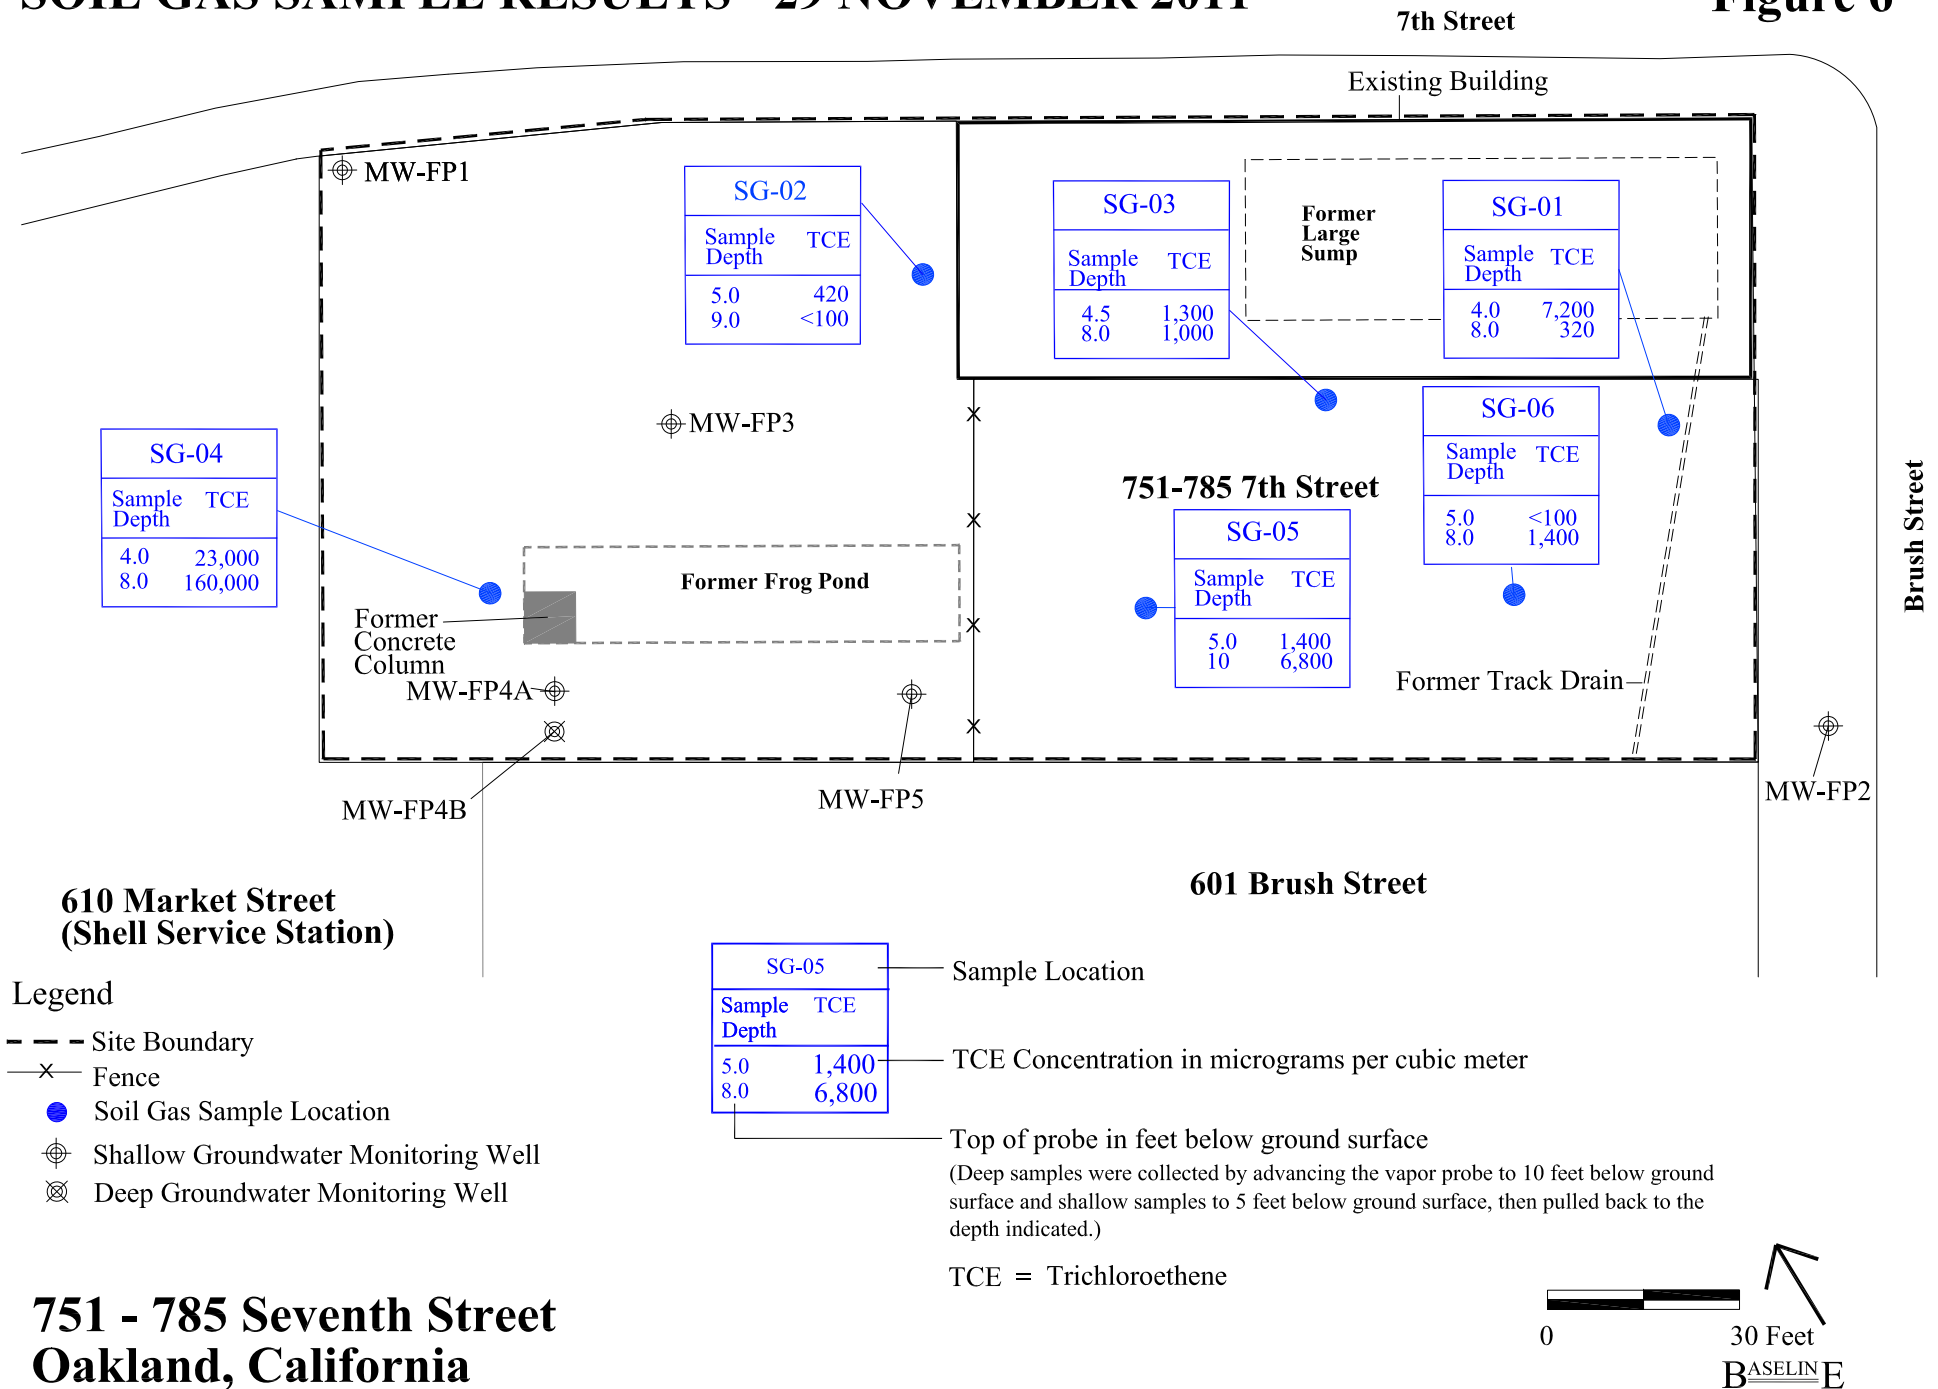 SOIL GAS SAMPLE RESULTS - 29 NOVEMBER 2011
Figure 6
7th Street
Existing Building
MW-FP1
SG-02
Sample TCE
Depth
5.0 420
9.0 <100
SG-03
Sample TCE
Depth
4.5 1,300
8.0 1,000
Former
Large
Sump
SG-01
Sample TCE
Depth
4.0 7,200
8.0 320
MW-FP3
SG-04
Sample TCE
Depth
4.0 23,000
8.0 160,000
SG-06
Sample TCE
Depth
5.0 <100
8.0 1,400
751-785 7th Street
SG-05
Sample TCE
Depth
5.0 1,400
10 6,800
Brush Street
Former Frog Pond
Former
Concrete
Column
MW-FP4A
Former Track Drain
MW-FP4B
MW-FP5
MW-FP2
610 Market Street
(Shell Service Station)
601 Brush Street
Legend
Site Boundary
X Fence
Soil Gas Sample Location
Shallow Groundwater Monitoring Well
Deep Groundwater Monitoring Well
SG-05
Sample TCE
Depth
5.0 1,400
8.0 6,800
Sample Location
TCE Concentration in micrograms per cubic meter
Top of probe in feet below ground surface
(Deep samples were collected by advancing the vapor probe to 10 feet below ground
surface and shallow samples to 5 feet below ground surface, then pulled back to the
depth indicated.)
TCE = Trichloroethene
751 - 785 Seventh Street
Oakland, California
0 30 Feet
BASELINE